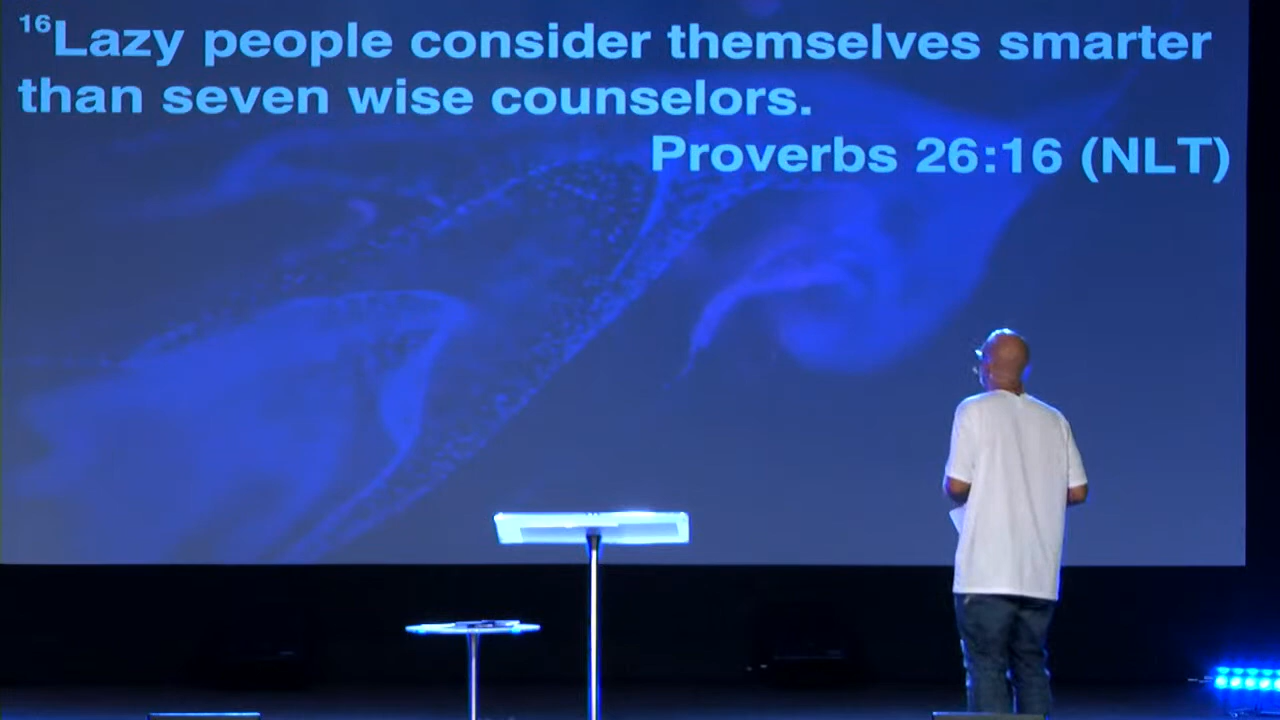 ¹⁶Lazy people consider themselves smarter
than seven wise counselors.
Proverbs 26:16 (NLT)